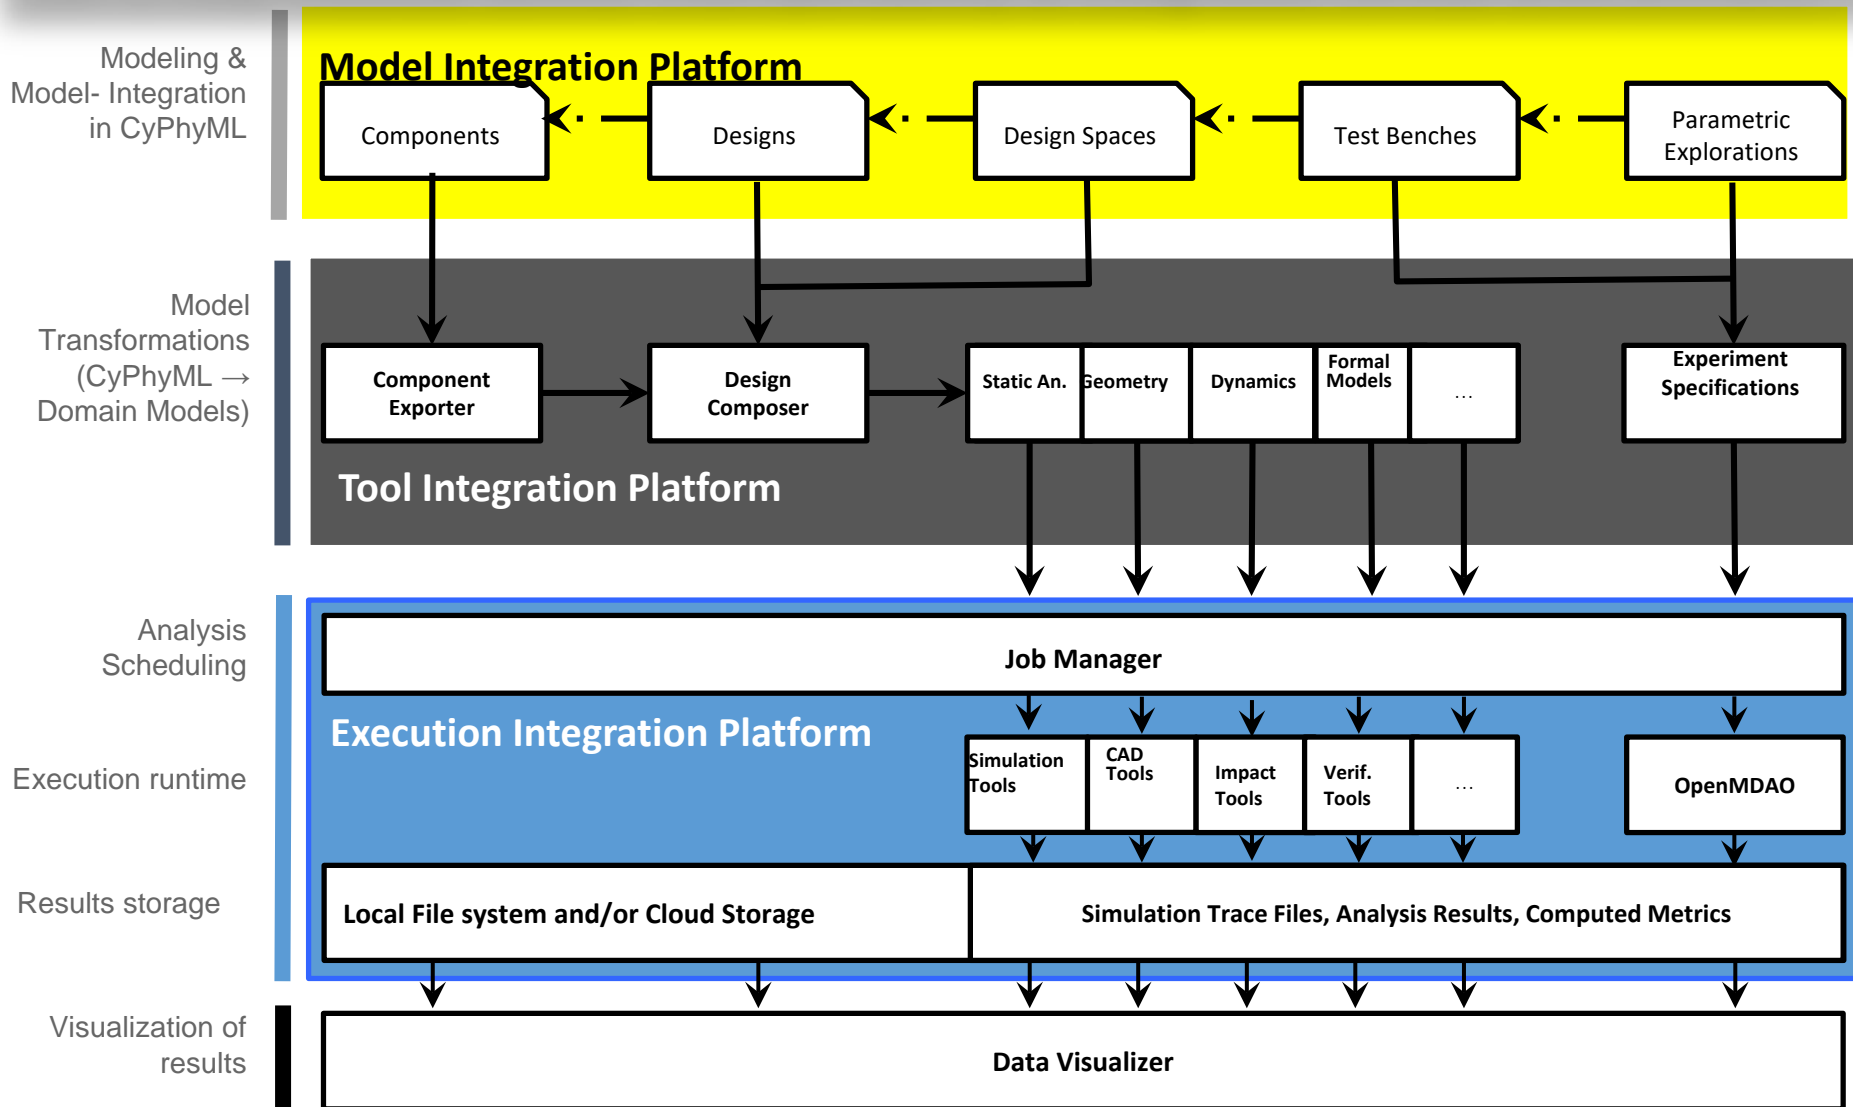 Modeling &
Model- Integration
in CyPhyML
Model Integration Platform
Components
Designs
Design Spaces
Test Benches
Parametric
Explorations
Model
Transformations
(CyPhyML →
Domain Models)
Component
Exporter
Design
Composer
Static An.
Geometry
Dynamics
Formal
Models
...
Experiment
Specifications
Tool Integration Platform
Analysis
Scheduling
Job Manager
Execution Integration Platform
Execution runtime
Simulation
Tools
CAD
Tools
Impact
Tools
Verif.
Tools
...
OpenMDAO
Results storage
Local File system and/or Cloud Storage
Simulation Trace Files, Analysis Results, Computed Metrics
Visualization of
results
Data Visualizer